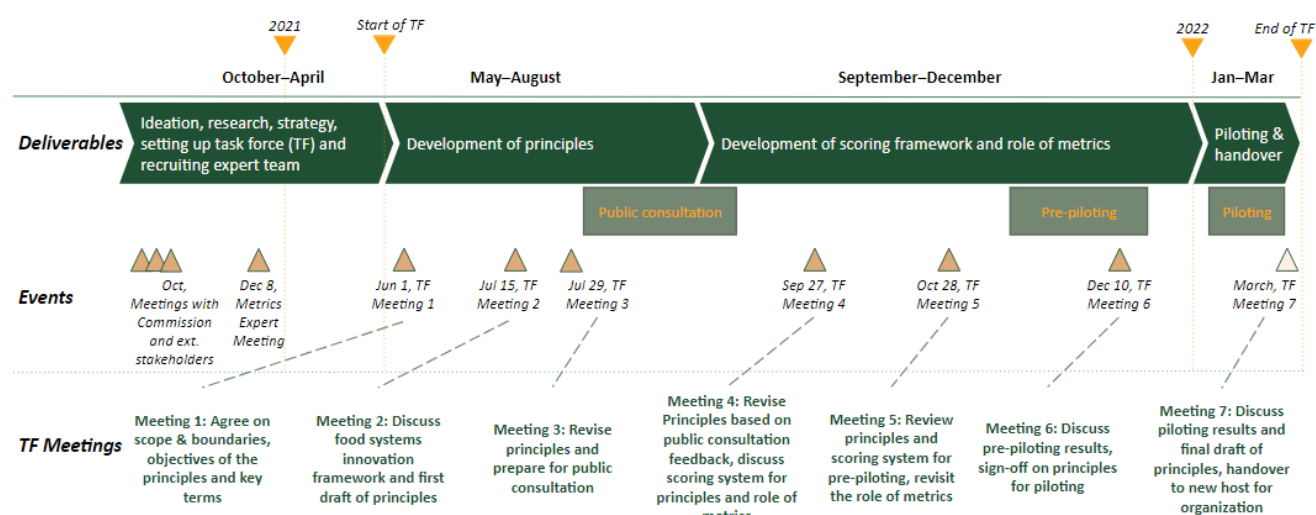 2021
Start of TF
2022
End of TF
October–April
May–August
September–December
Jan–Mar
Deliverables
Ideation, research, strategy,
setting up task force (TF) and
recruiting expert team
Development of principles
Development of scoring framework and role of metrics
Piloting &
handover
Public consultation
Pre-piloting
Piloting
Events
Oct,
Meetings with
Commission
and ext.
stakeholders
Dec 8,
Metrics
Expert
Meeting
Jun 1, TF
Meeting 1
Jul 15, TF
Meeting 2
Jul 29, TF
Meeting 3
Sep 27, TF
Meeting 4
Oct 28, TF
Meeting 5
Dec 10, TF
Meeting 6
March, TF
Meeting 7
TF Meetings
Meeting 1: Agree on
scope & boundaries,
objectives of the
principles and key
terms
Meeting 2: Discuss
food systems
innovation
framework and first
draft of principles
Meeting 3: Revise
principles and
prepare for public
consultation
Meeting 4: Revise
Principles based on
public consultation
feedback, discuss
scoring system for
principles and role of
metrics
Meeting 5: Review
principles and
scoring system for
pre-piloting, revisit
the role of metrics
Meeting 6: Discuss
pre-piloting results,
sign-off on principles
for piloting
Meeting 7: Discuss
piloting results and
final draft of
principles, handover
to new host for
organization